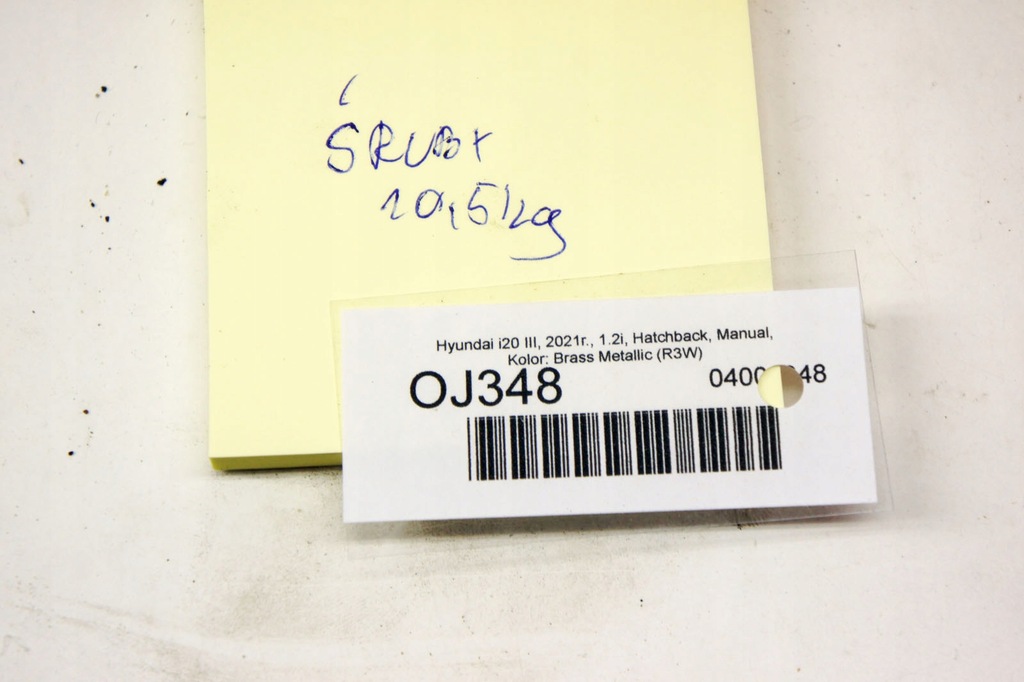 ŚRUBY
10,5 kg
Hyundai i20 III, 2021r., 1.2i, Hatchback, Manual,
Kolor: Brass Metallic (R3W)
OJ348